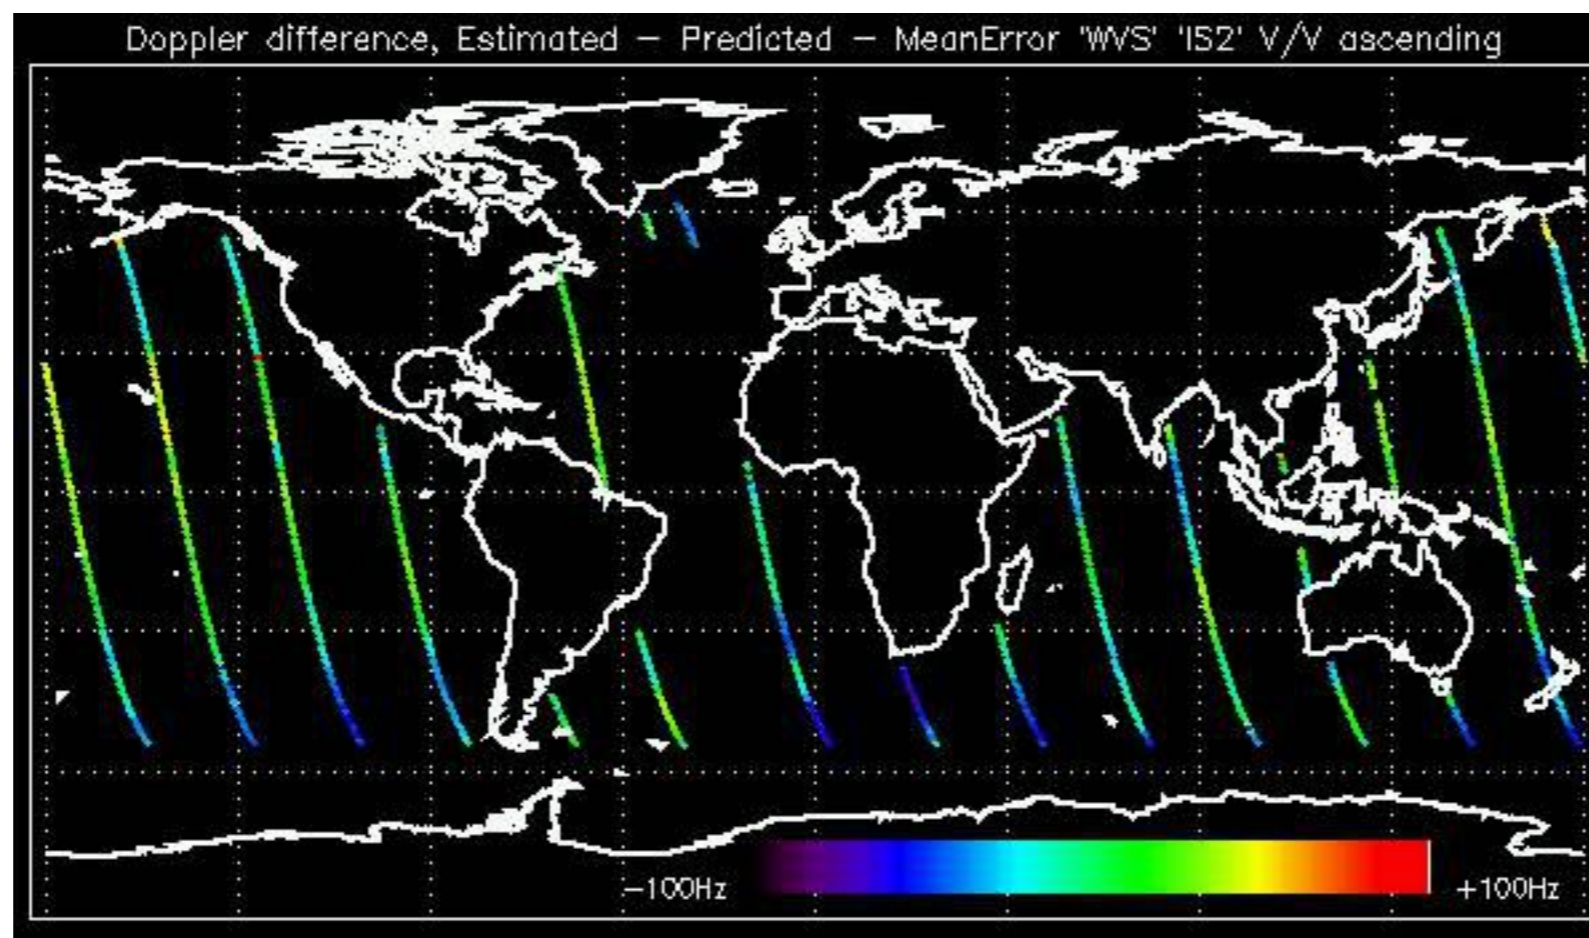 Doppler difference, Estimated – Predicted – MeanError 'WVS' 'IS2' V/V ascending
−100Hz
+100Hz